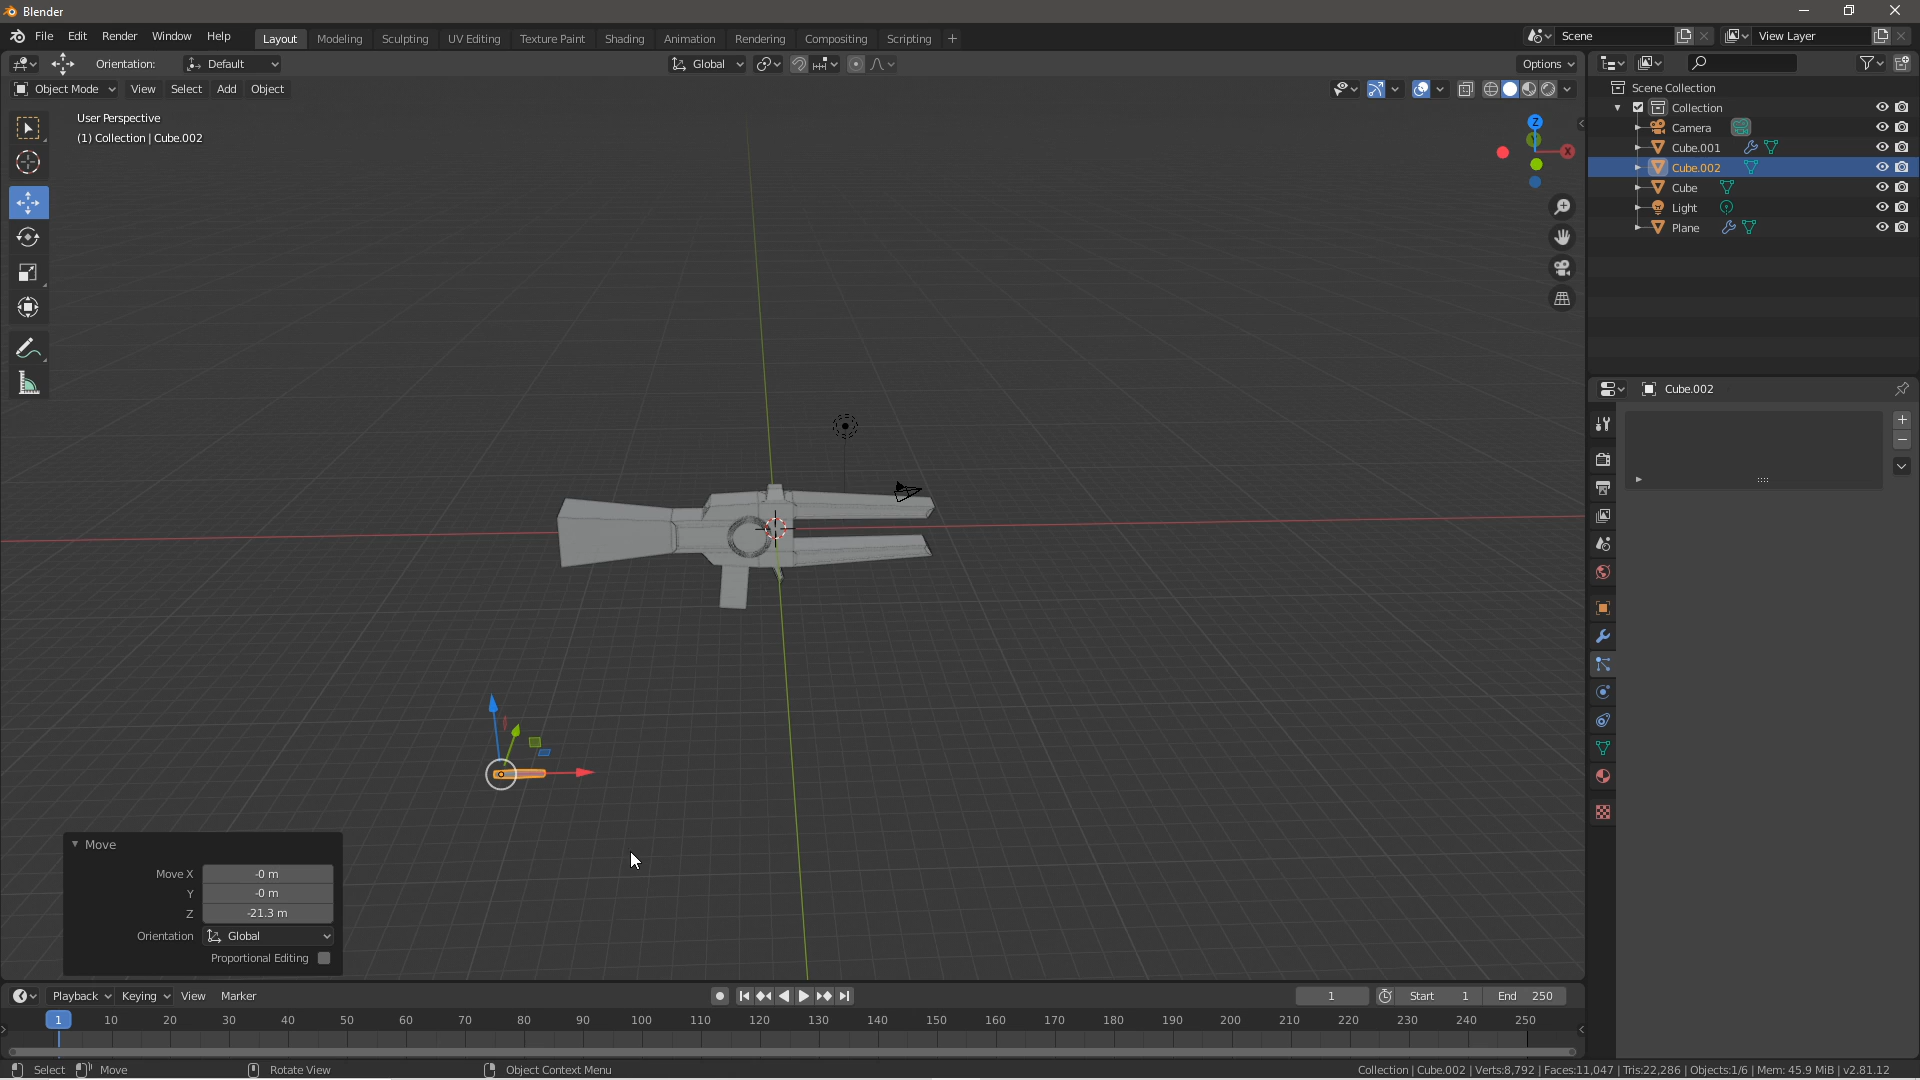 Blender
File Edit Render Window Help
Layout Modeling Sculpting UV Editing Texture Paint Shading Animation Rendering Compositing Scripting +
Scene
View Layer
Orientation: Default
Global
Options
Object Mode View Select Add Object
User Perspective
(1) Collection | Cube.002
Z
X
Scene Collection
Collection
Camera
Cube.001
Cube.002
Cube
Light
Plane
Cube.002
Move
Move X -0 m
Y -0 m
Z -21.3 m
Orientation Global
Proportional Editing
Playback Keying View Marker
1
Start 1
End 250
1 10 20 30 40 50 60 70 80 90 100 110 120 130 140 150 160 170 180 190 200 210 220 230 240 250
Select Move Rotate View Object Context Menu
Collection | Cube.002 | Verts:8,792 | Faces:11,047 | Tris:22,286 | Objects:1/6 | Mem: 45.9 MiB | v2.81.12